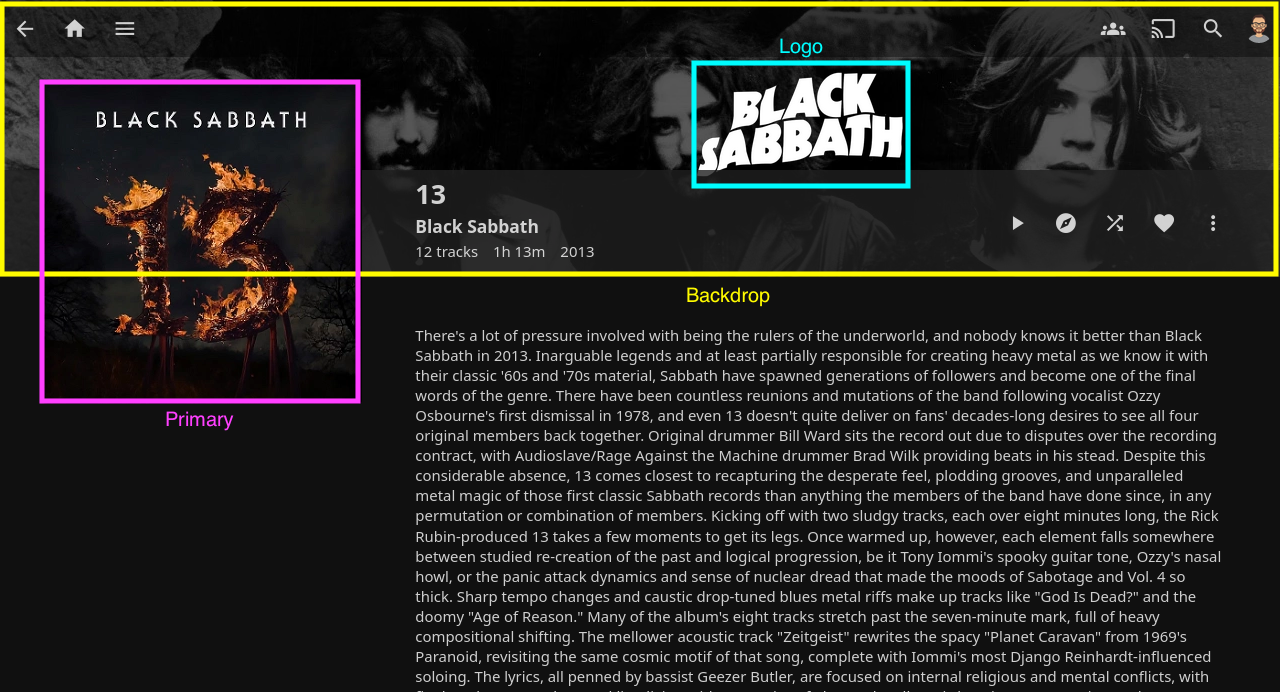 Logo
BLACK
SABBATH
BLACK SABBATH
13
13
Black Sabbath
12 tracks 1h 13m 2013
Backdrop
Primary
There's a lot of pressure involved with being the rulers of the underworld, and nobody knows it better than Black
Sabbath in 2013. Inarguable legends and at least partially responsible for creating heavy metal as we know it with
their classic '60s and '70s material, Sabbath have spawned generations of followers and become one of the final
words of the genre. There have been countless reunions and mutations of the band following vocalist Ozzy
Osbourne's first dismissal in 1978, and even 13 doesn't quite deliver on fans' decades-long desires to see all four
original members back together. Original drummer Bill Ward sits the record out due to disputes over the recording
contract, with Audioslave/Rage Against the Machine drummer Brad Wilk providing beats in his stead. Despite this
considerable absence, 13 comes closest to recapturing the desperate feel, plodding grooves, and unparalleled
metal magic of those first classic Sabbath records than anything the members of the band have done since, in any
permutation or combination of members. Kicking off with two sludgy tracks, each over eight minutes long, the Rick
Rubin-produced 13 takes a few moments to get its legs. Once warmed up, however, each element falls somewhere
between studied re-creation of the past and logical progression, be it Tony Iommi's spooky guitar tone, Ozzy's nasal
howl, or the panic attack dynamics and sense of nuclear dread that made the moods of Sabotage and Vol. 4 so
thick. Sharp tempo changes and caustic drop-tuned blues metal riffs make up tracks like "God Is Dead?" and the
doomy "Age of Reason." Many of the album's eight tracks stretch past the seven-minute mark, full of heavy
compositional shifting. The mellower acoustic track "Zeitgeist" rewrites the spacy "Planet Caravan" from 1969's
Paranoid, revisiting the same cosmic motif of that song, complete with Iommi's most Django Reinhardt-influenced
soloing. The lyrics, all penned by bassist Geezer Butler, are focused on internal religious and mental conflicts, with